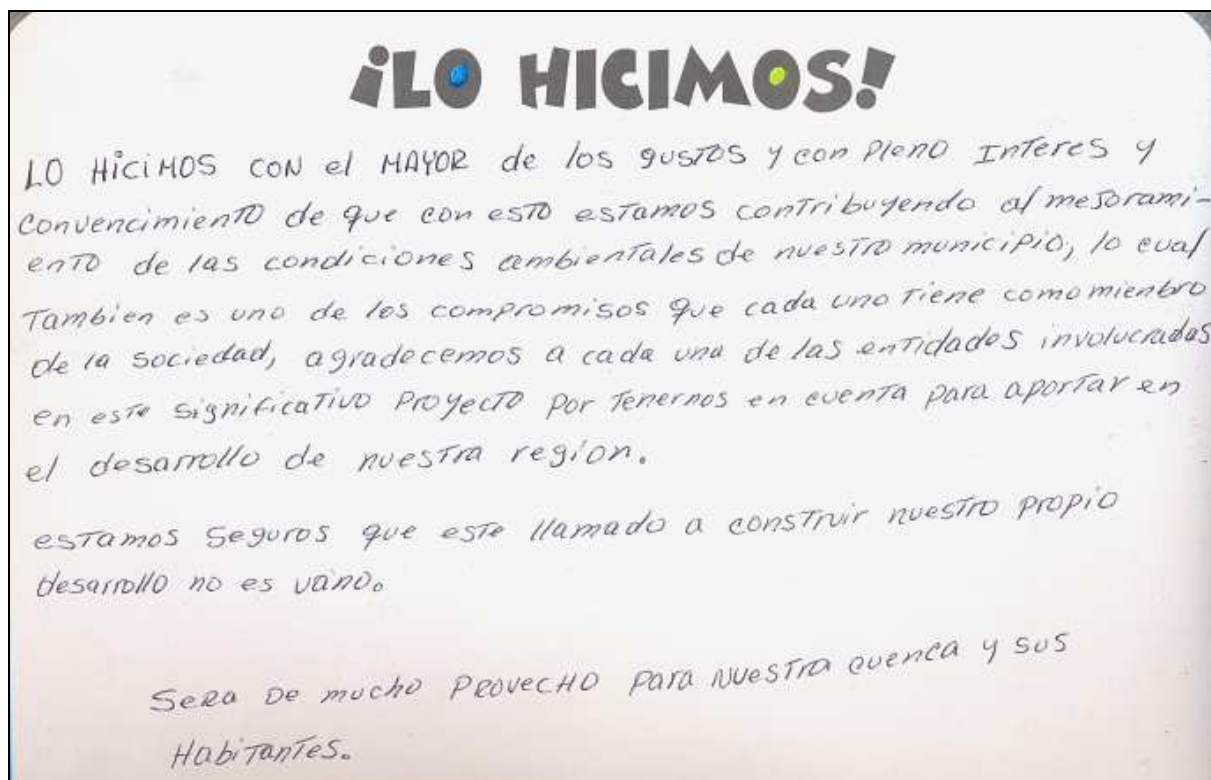 ¡LO HICIMOS!
LO HiciMOS CON el MAYOR de los gustos y con Pleno Interes y
convencimiento de que con esto estamos contribuyendo al mejorami-
ento de las condiciones ambientales de nuestro municipio, lo cual
Tambien es uno de los compromisos que cada uno Tiene como mienbro
de la sociedad, agradecemos a cada una de las entidades involucradas
en este significativo Proyecto por Tenernos en cuenta para aportar en
el desarrollo de nuestra region.
estamos Seguros que este llamado a construir nuestro propio
desarrollo no es vano.
Sera De mucho PROVECHO para NUestra cuenca y sus
Habitantes.